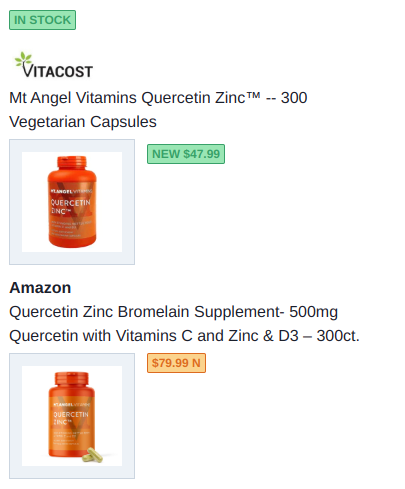 IN STOCK
VITACOST
Mt Angel Vitamins Quercetin Zinc™ -- 300
Vegetarian Capsules
MT.ANGEL VITAMINS
QUERCETIN
ZINC™
NEW $47.99
Amazon
Quercetin Zinc Bromelain Supplement- 500mg
Quercetin with Vitamins C and Zinc & D3 – 300ct.
MT.ANGEL VITAMINS
QUERCETIN
ZINC™
$79.99 N